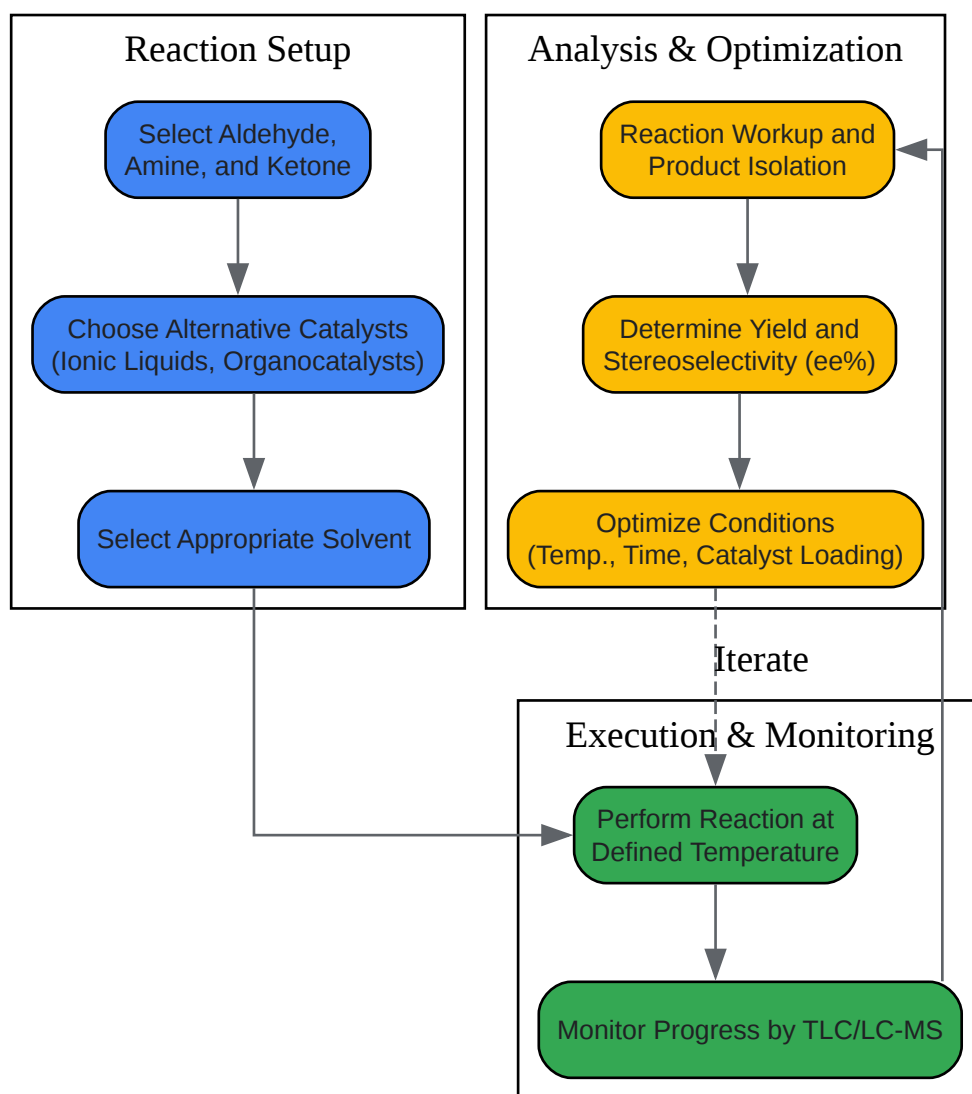 Reaction Setup
Select Aldehyde,
Amine, and Ketone
Choose Alternative Catalysts
(Ionic Liquids, Organocatalysts)
Select Appropriate Solvent
Analysis & Optimization
Reaction Workup and
Product Isolation
Determine Yield and
Stereoselectivity (ee%)
Optimize Conditions
(Temp., Time, Catalyst Loading)
Iterate
Execution & Monitoring
Perform Reaction at
Defined Temperature
Monitor Progress by TLC/LC-MS